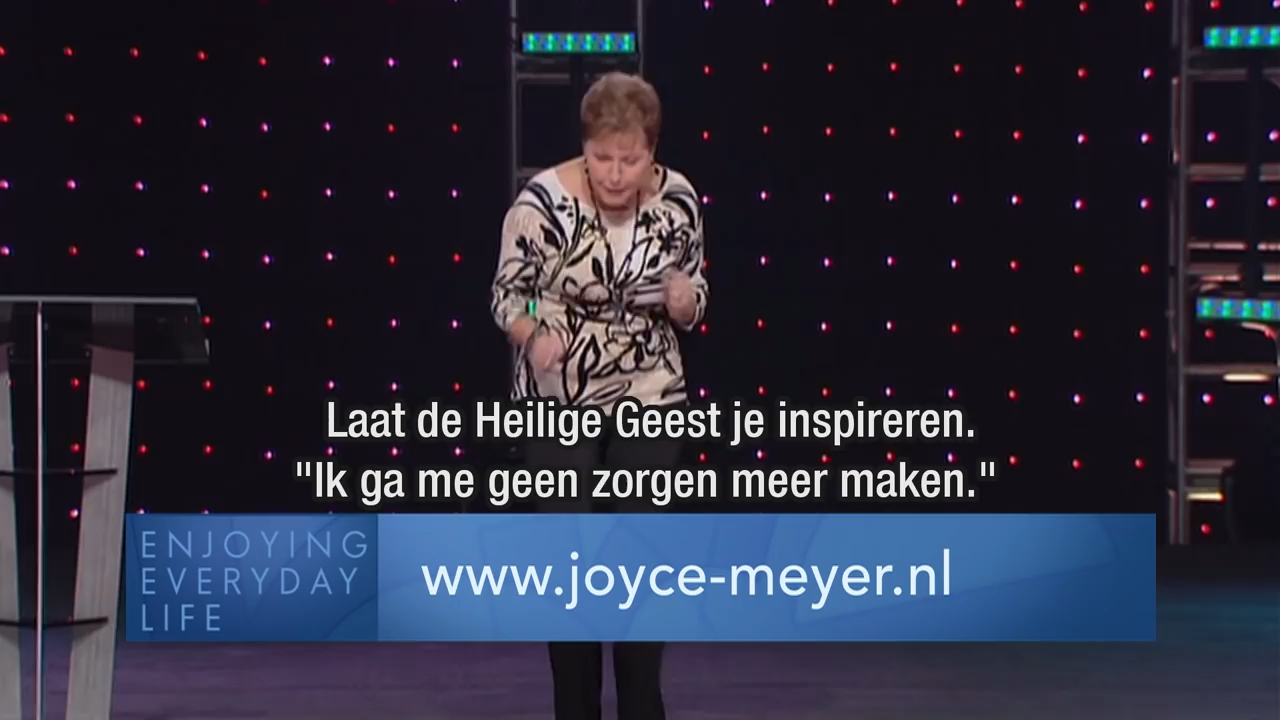 Laat de Heilige Geest je inspireren.
"Ik ga me geen zorgen meer maken."
ENJOYING
EVERYDAY
LIFE
www.joyce-meyer.nl